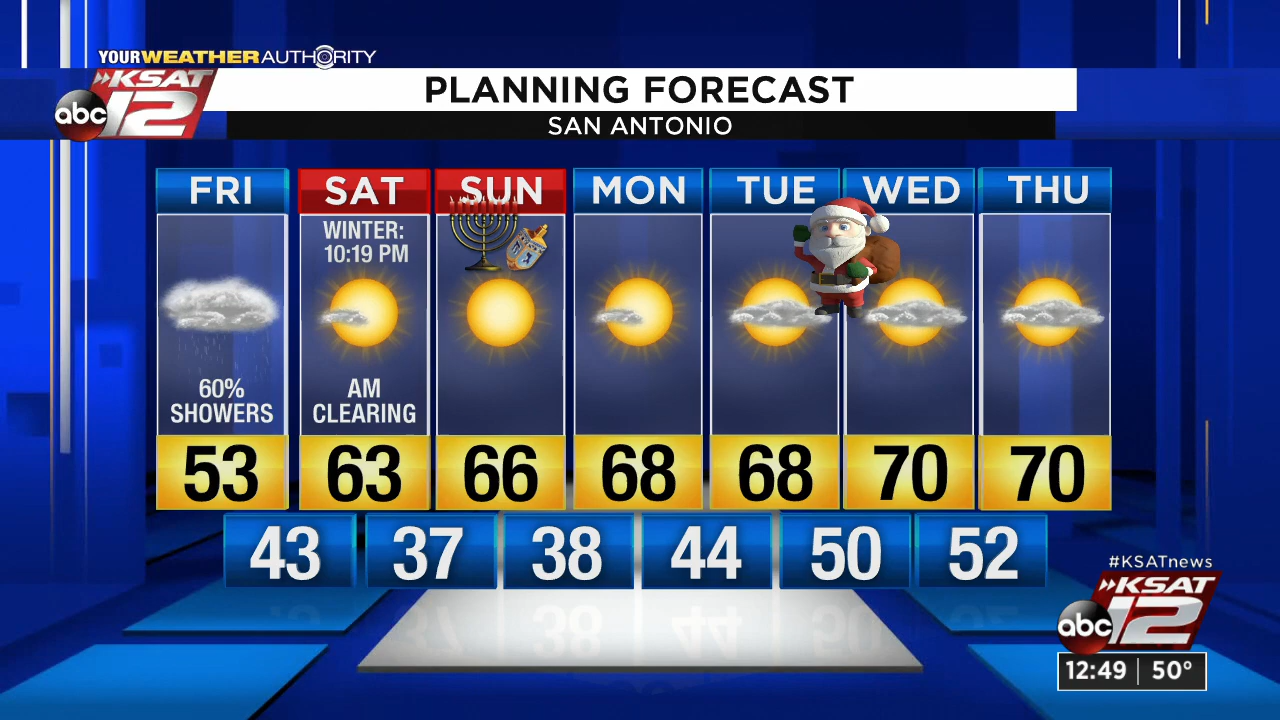 YOURWEATHERAUTHORITY
KSAT
abc 12
PLANNING FORECAST
SAN ANTONIO
FRI SAT SUN MON TUE WED THU
WINTER:
10:19 PM
60%
SHOWERS
AM
CLEARING
53 63 66 68 68 70 70
43 37 38 44 50 52
#KSATnews
KSAT
abc 12
12:49 50°